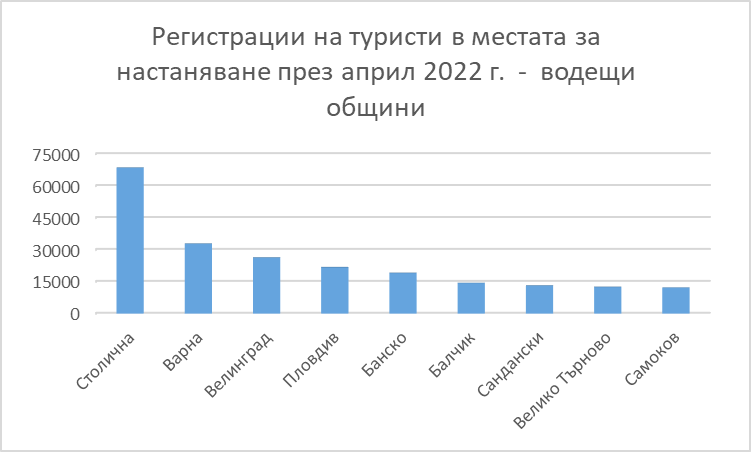 Регистрации на туристи в местата за
настаняване през април 2022 г.  -  водещи
общини
75000
60000
45000
30000
15000
0
Столична
Варна
Велинград
Пловдив
Банско
Балчик
Сандански
Велико Търново
Самоков